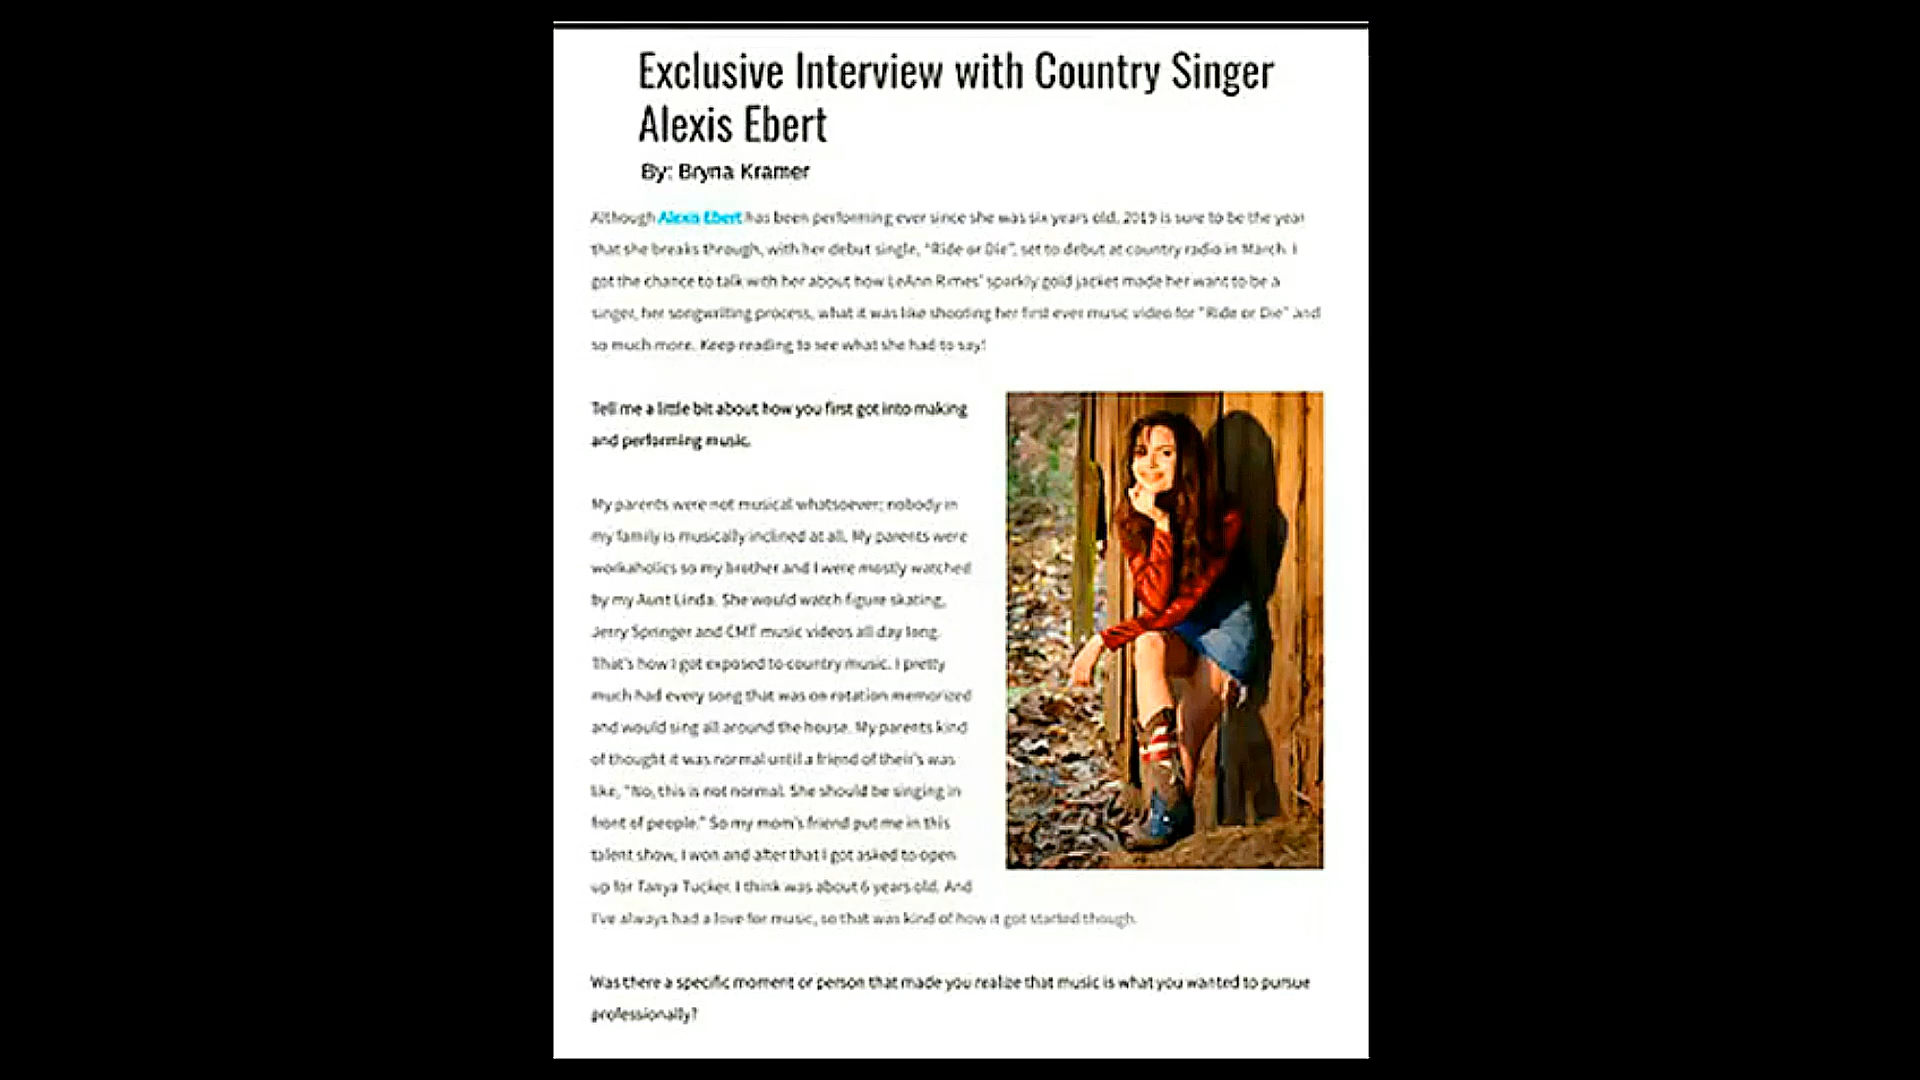 Exclusive Interview with Country Singer
Alexis Ebert
By: Bryna Kramer
Although Alexis Ebert has been performing ever since she was six years old, 2019 is sure to be the year
that she breaks through, with her debut single, "Ride or Die", set to debut at country radio in March. I
got the chance to talk with her about how LeAnn Rimes' sparkly gold jacket made her want to be a
singer, her songwriting process, what it was like shooting her first ever music video for "Ride or Die" and
so much more. Keep reading to see what she had to say!
Tell me a little bit about how you first got into making
and performing music.
My parents were not musical whatsoever; nobody in
my family is musically inclined at all. My parents were
workaholics so my brother and I were mostly watched
by my Aunt Linda. She would watch figure skating,
Jerry Springer and CMT music videos all day long.
That's how I got exposed to country music. I pretty
much had every song that was on rotation memorized
and would sing all around the house. My parents kind
of thought it was normal until a friend of their's was
like, "No, this is not normal. She should be singing in
front of people." So my mom's friend put me in this
talent show, I won and after that I got asked to open
up for Tanya Tucker. I think was about 6 years old. And
I've always had a love for music, so that was kind of how it got started though.
Was there a specific moment or person that made you realize that music is what you wanted to pursue
professionally?